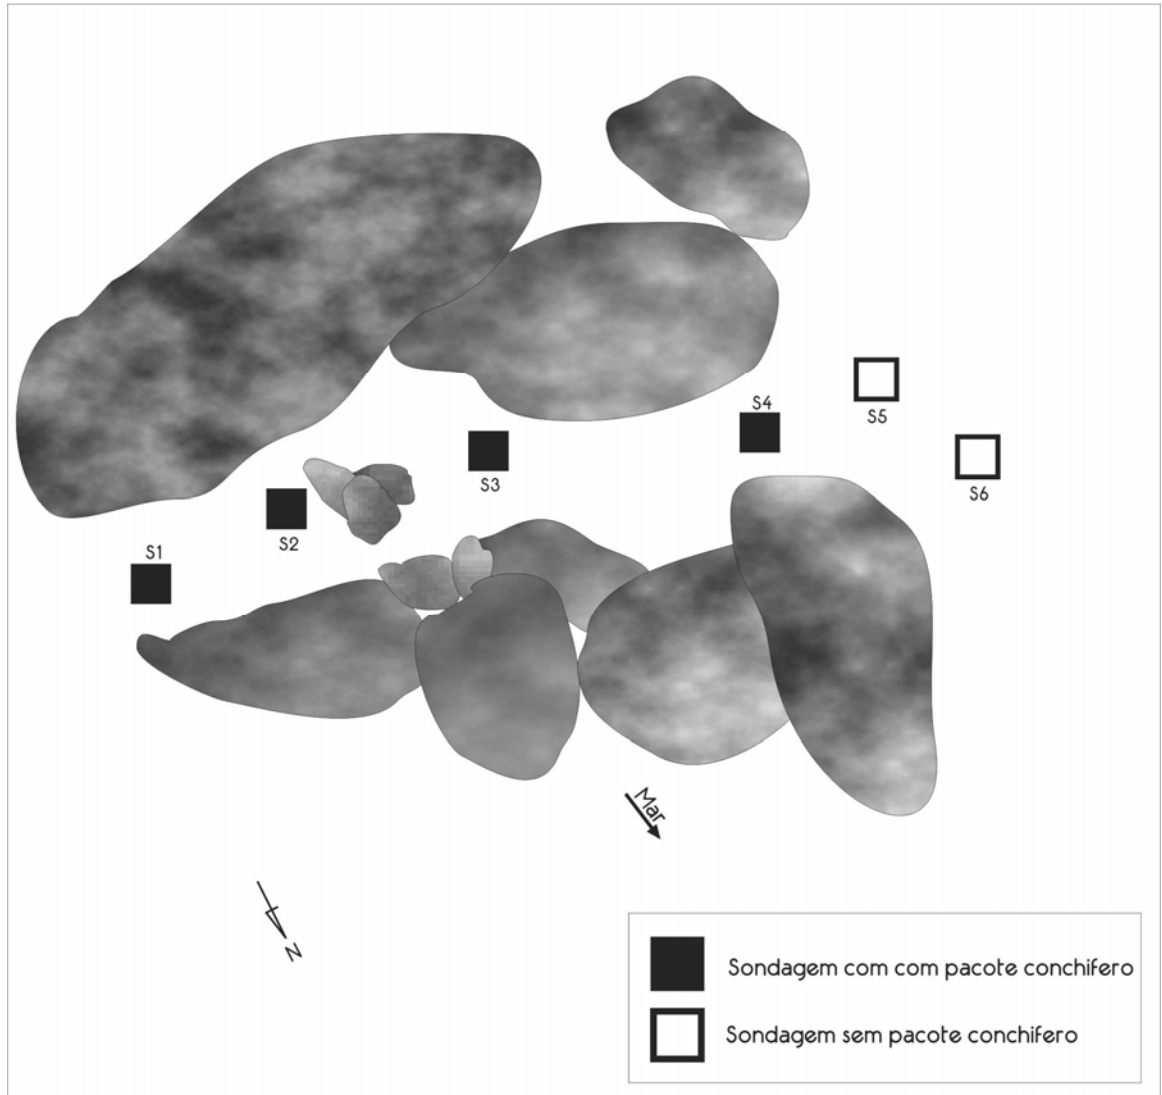 S4
S5
S3
S6
S2
S1
Mar
N
Sondagem com com pacote conchifero
Sondagem sem pacote conchifero